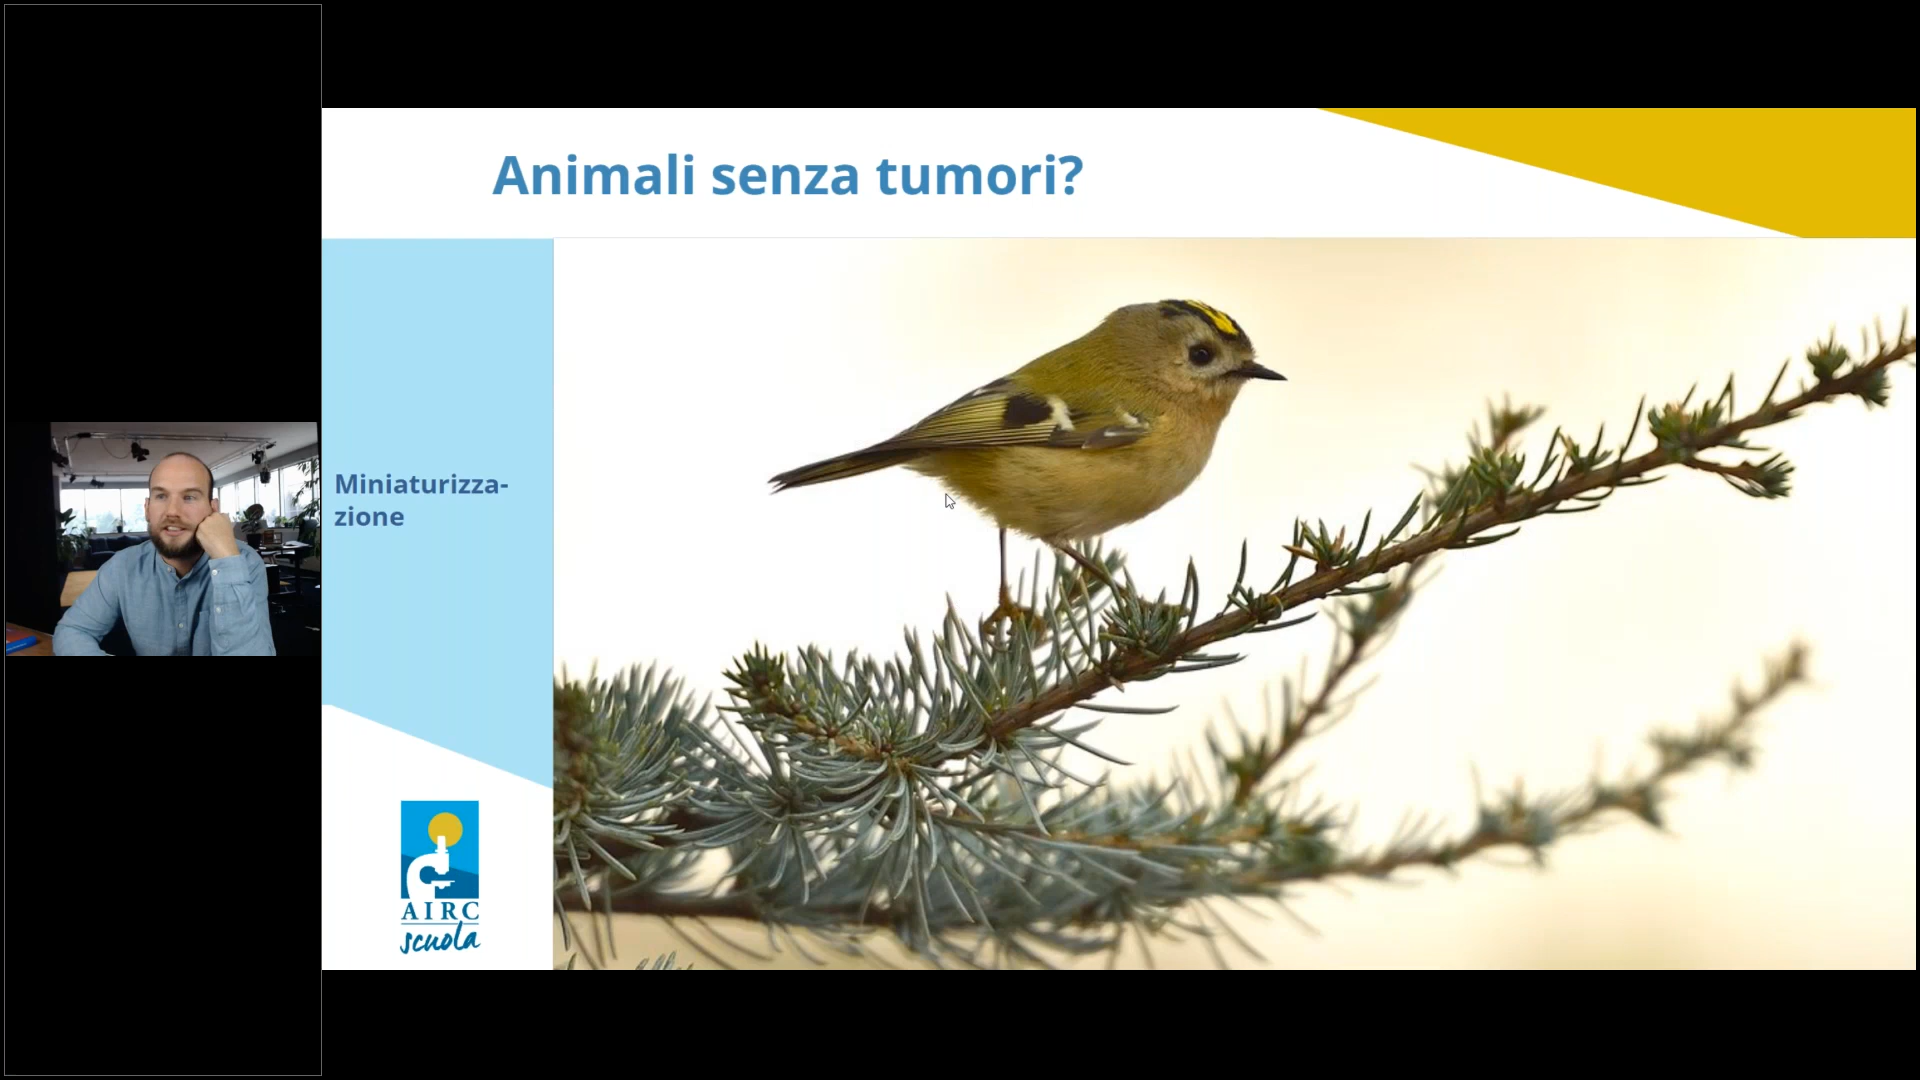 Animali senza tumori?
Miniaturizza-
zione
AIRC
scuola